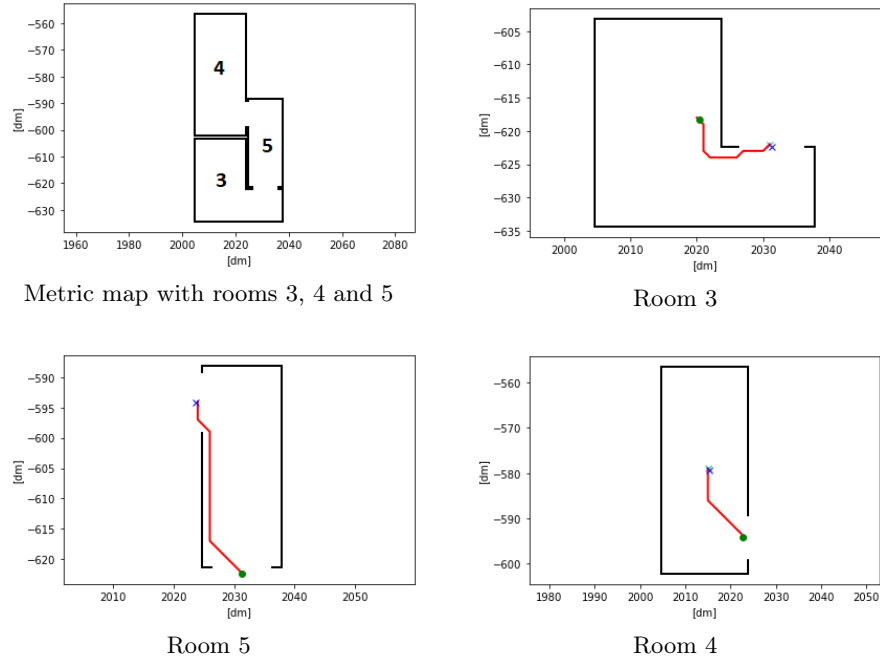 −560
−570
−580
−590
−600
−610
−620
−630
[dm]
4
5
3
1960 1980 2000 2020 2040 2060 2080
[dm]
Metric map with rooms 3, 4 and 5
−605
−610
−615
−620
−625
−630
−635
[dm]
2000 2010 2020 2030 2040
[dm]
Room 3
−590
−595
−600
−605
−610
−615
−620
[dm]
2010 2020 2030 2040 2050
[dm]
Room 5
−560
−570
−580
−590
−600
[dm]
1980 1990 2000 2010 2020 2030 2040 2050
[dm]
Room 4